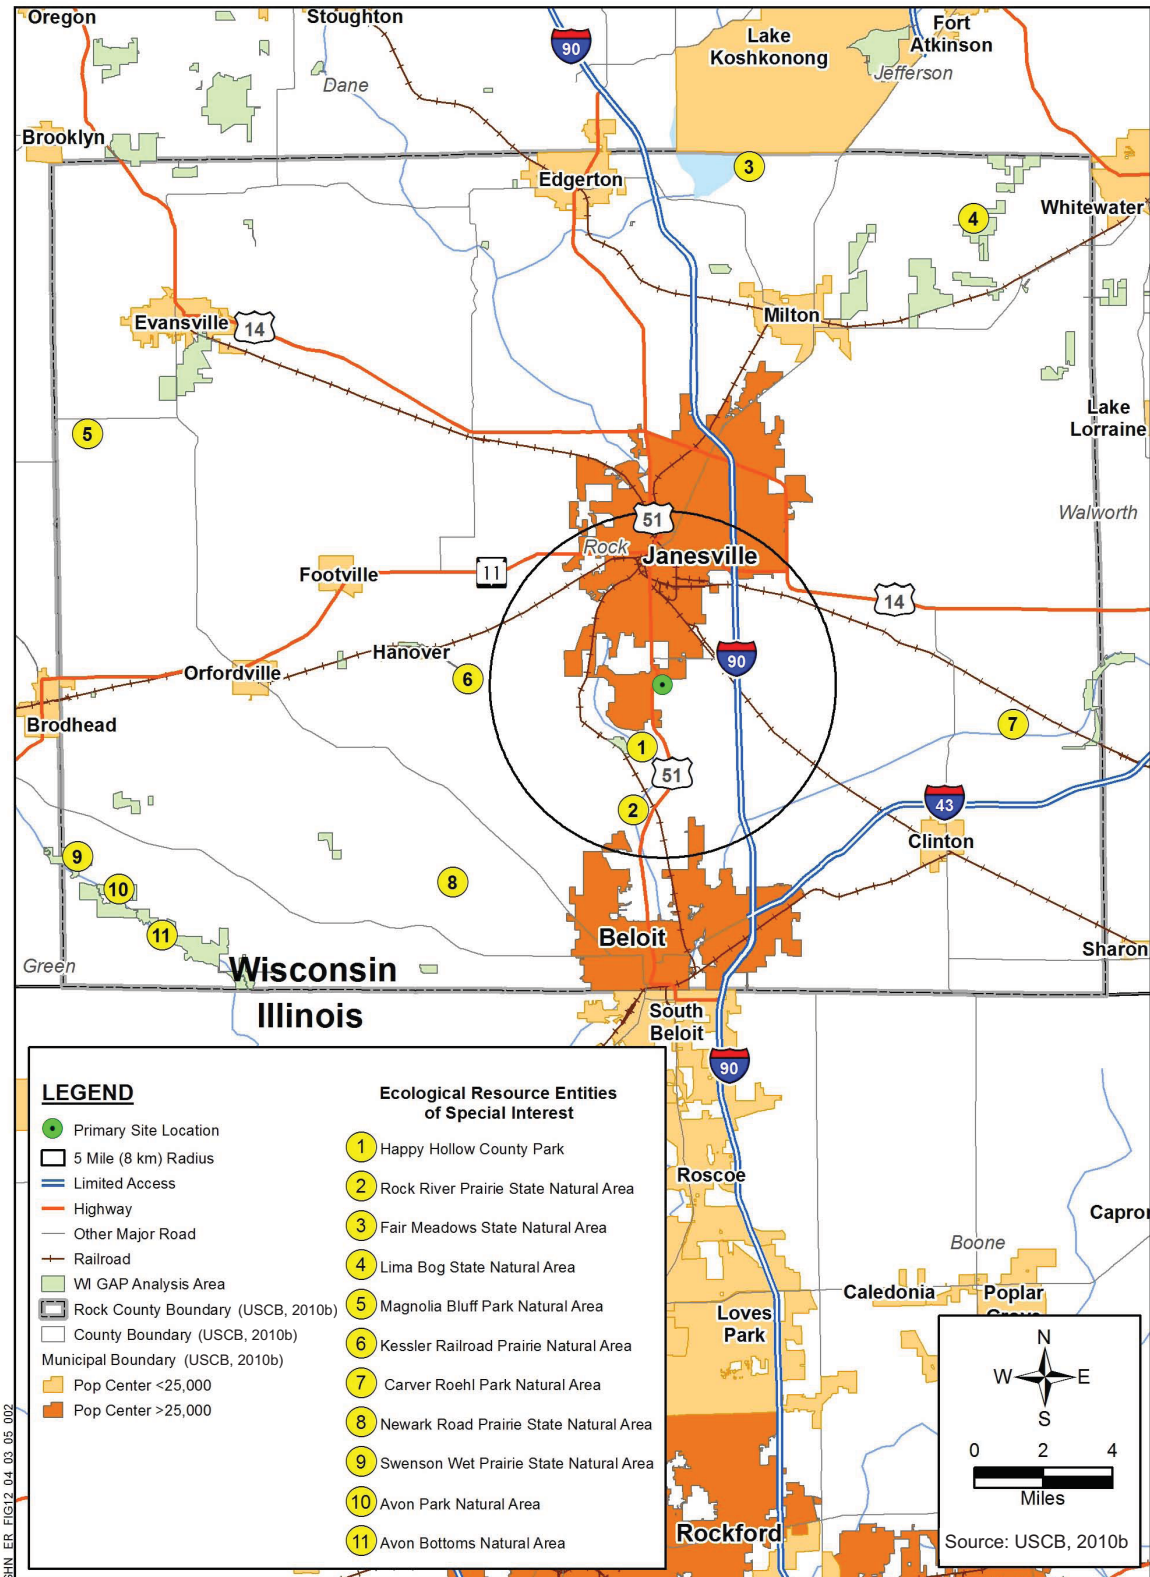 Oregon
Stoughton
90
Lake
Koshkonong
Fort
Atkinson
Jefferson
Dane
Brooklyn
3
Edgerton
4
Whitewater
Evansville
14
Milton
5
Lake
Lorraine
51
Walworth
Rock
Janesville
11
Footville
14
Hanover
90
Orfordville
6
7
Brodhead
1
51
2
43
Clinton
9
8
10
11
Beloit
Sharon
Green
Wisconsin
Illinois
South
Beloit
90
Roscoe
Capron
Boone
Caledonia
Poplar
Grove
Loves
Park
Rockford
LEGEND
Primary Site Location
5 Mile (8 km) Radius
Limited Access
Highway
Other Major Road
Railroad
WI GAP Analysis Area
Rock County Boundary (USCB, 2010b)
County Boundary (USCB, 2010b)
Municipal Boundary (USCB, 2010b)
Pop Center <25,000
Pop Center >25,000
Ecological Resource Entities
of Special Interest
1 Happy Hollow County Park
2 Rock River Prairie State Natural Area
3 Fair Meadows State Natural Area
4 Lima Bog State Natural Area
5 Magnolia Bluff Park Natural Area
6 Kessler Railroad Prairie Natural Area
7 Carver Roehl Park Natural Area
8 Newark Road Prairie State Natural Area
9 Swenson Wet Prairie State Natural Area
10 Avon Park Natural Area
11 Avon Bottoms Natural Area
N
W E
S
0 2 4
Miles
Source: USCB, 2010b
SHN_ER_FIG12_04_03_05_002